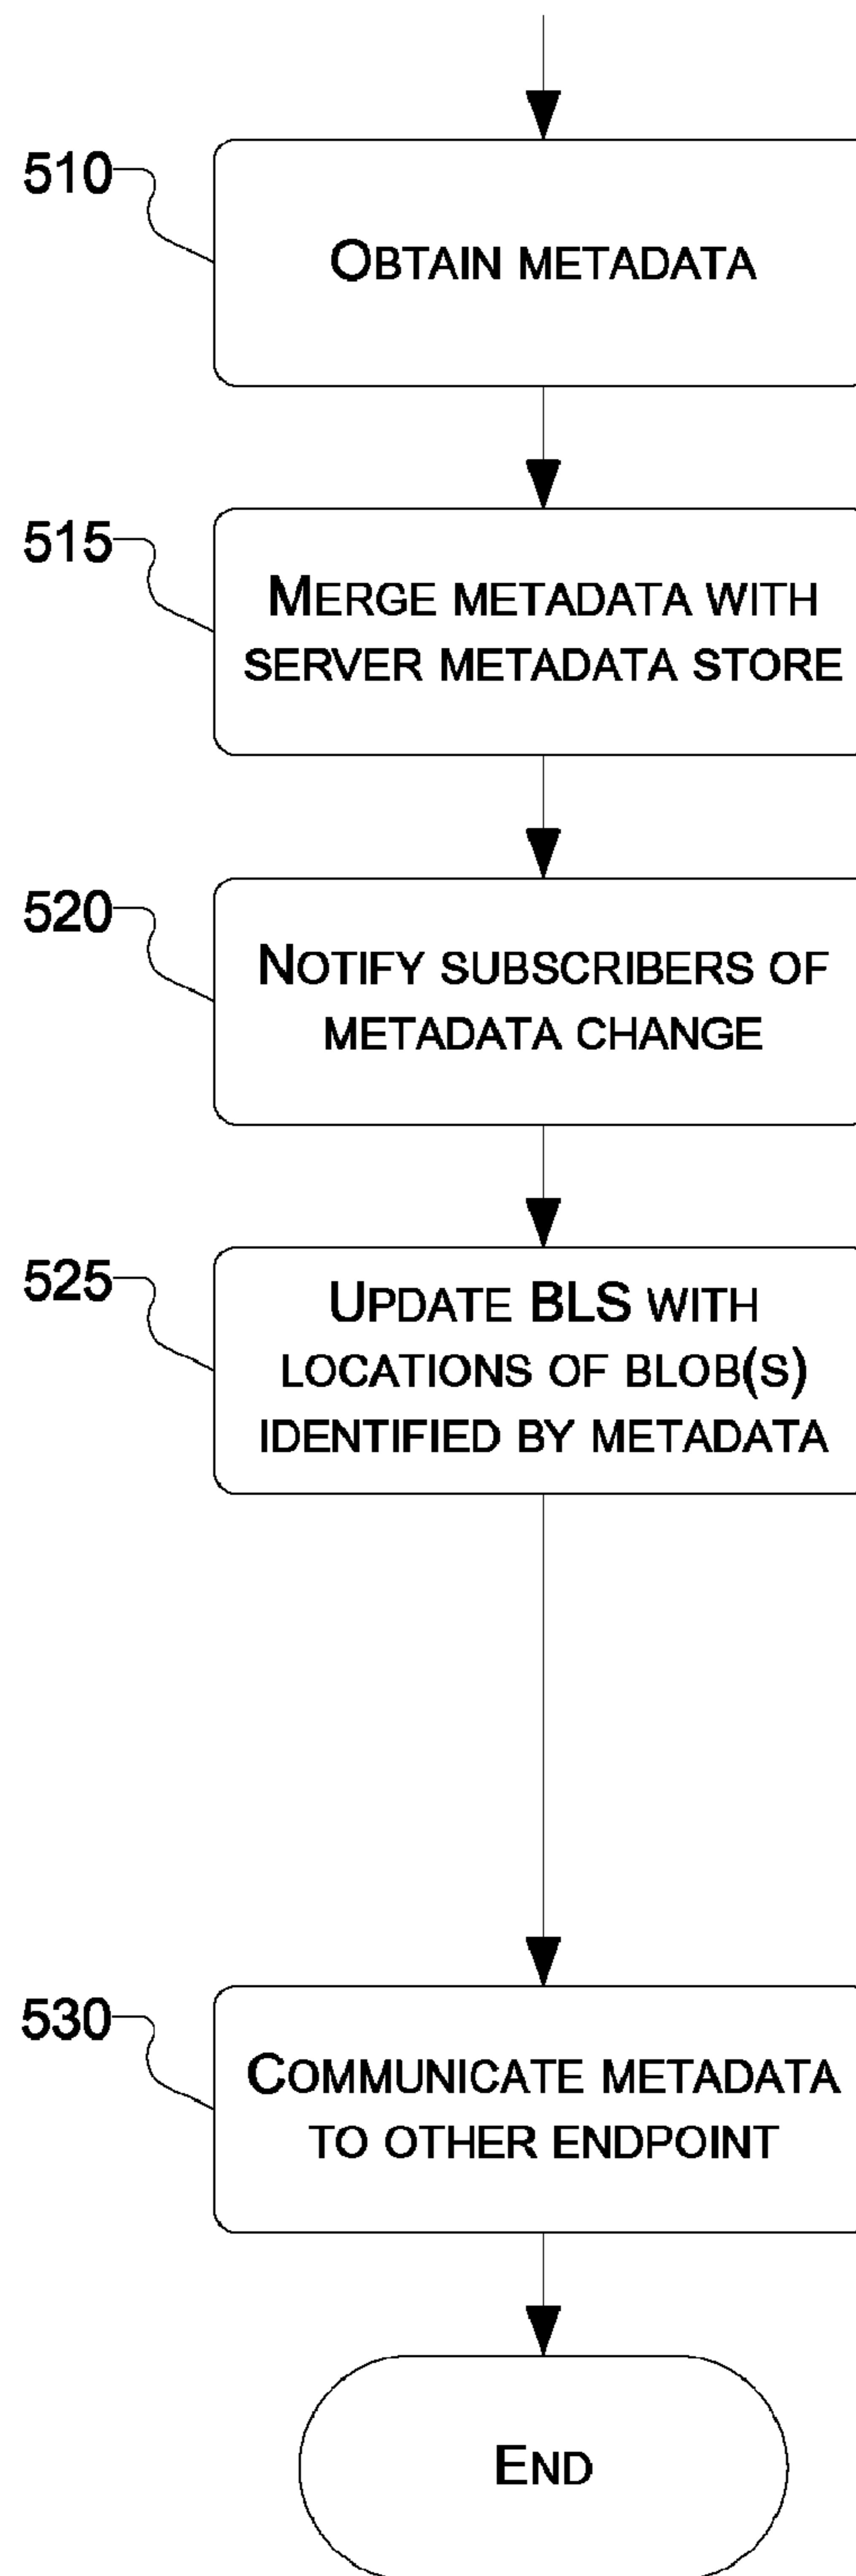 510
OBTAIN METADATA
515
MERGE METADATA WITH
SERVER METADATA STORE
520
NOTIFY SUBSCRIBERS OF
METADATA CHANGE
525
UPDATE BLS WITH
LOCATIONS OF BLOB(S)
IDENTIFIED BY METADATA
530
COMMUNICATE METADATA
TO OTHER ENDPOINT
END